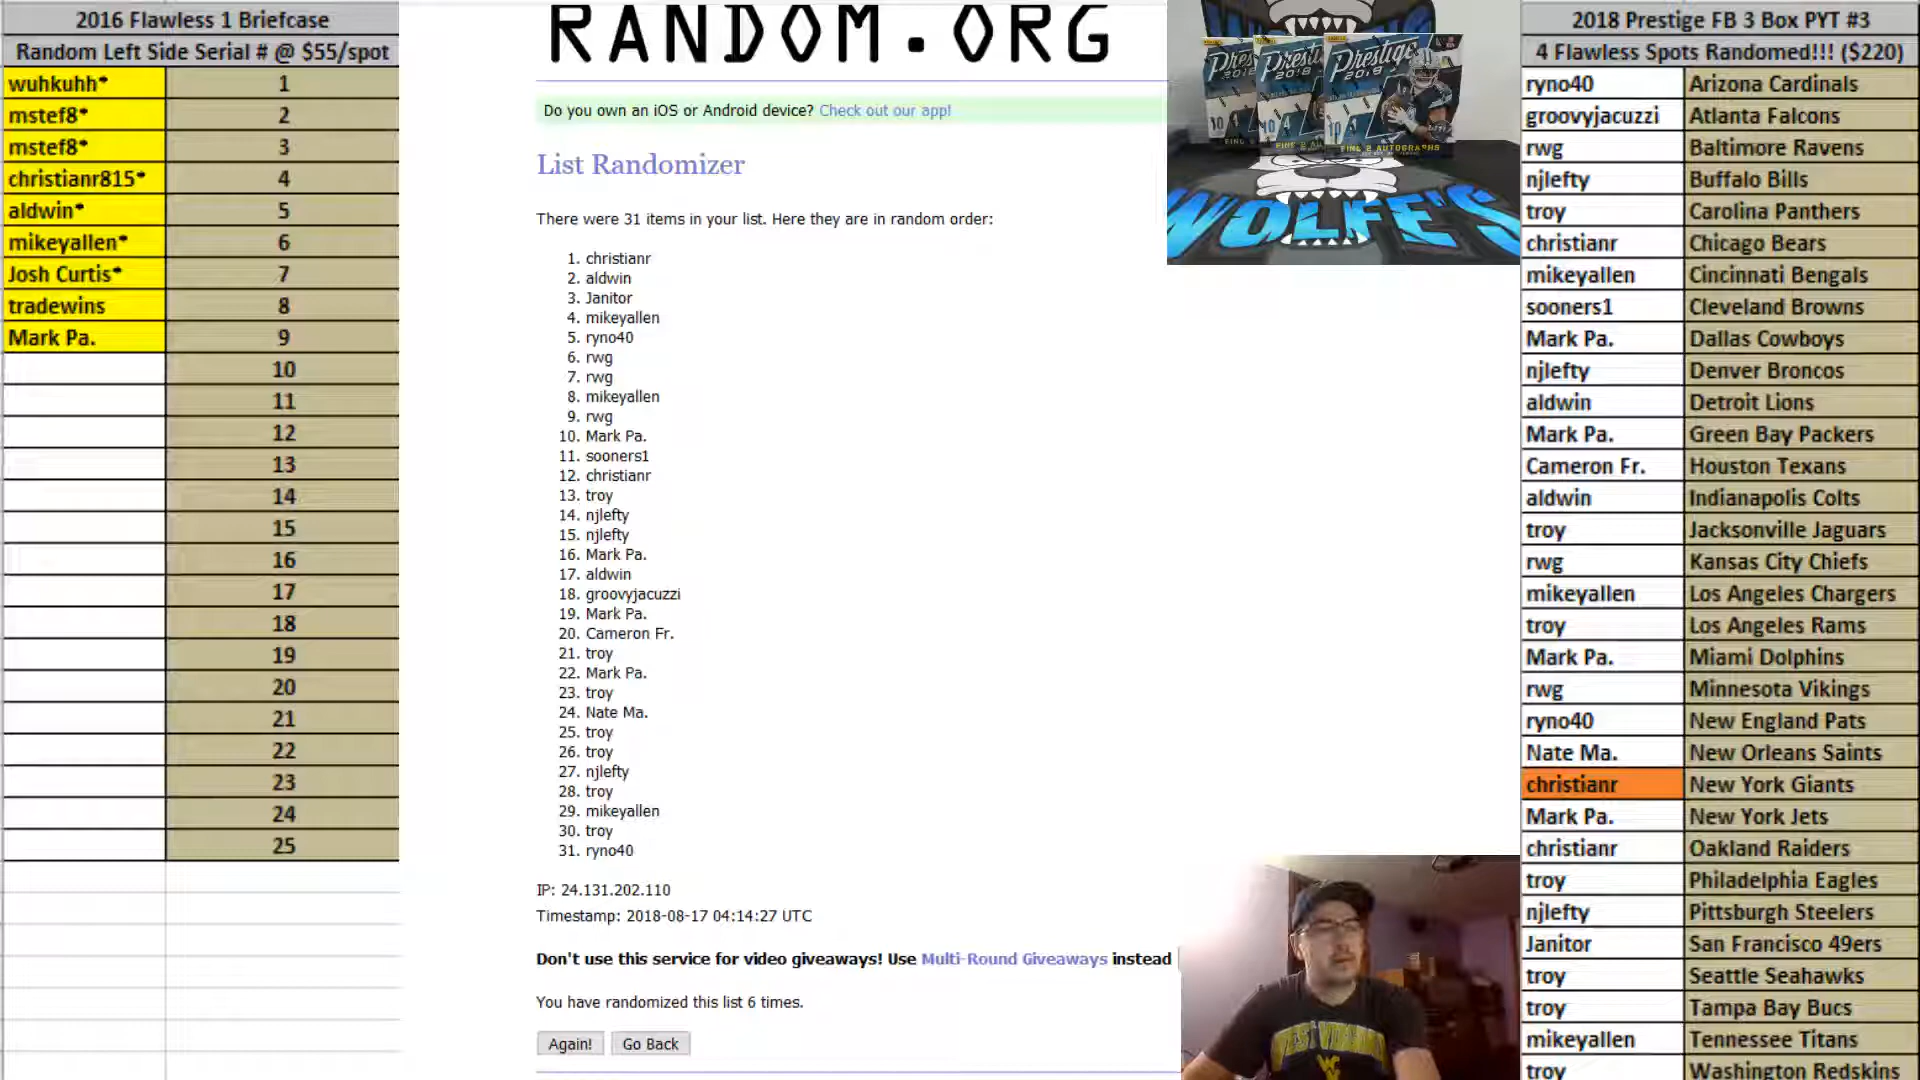 2016 Flawless 1 Briefcase
Random Left Side Serial # @ $55/spot
wuhkuhh* 1
mstef8* 2
mstef8* 3
christianr815* 4
aldwin* 5
mikeyallen* 6
Josh Curtis* 7
tradewins 8
Mark Pa. 9
10
11
12
13
14
15
16
17
18
19
20
21
22
23
24
25
RANDOM.ORG
Do you own an iOS or Android device? Check out our app!
List Randomizer
There were 31 items in your list. Here they are in random order:
1. christianr
2. aldwin
3. Janitor
4. mikeyallen
5. ryno40
6. rwg
7. rwg
8. mikeyallen
9. rwg
10. Mark Pa.
11. sooners1
12. christianr
13. troy
14. njlefty
15. njlefty
16. Mark Pa.
17. aldwin
18. groovyjacuzzi
19. Mark Pa.
20. Cameron Fr.
21. troy
22. Mark Pa.
23. troy
24. Nate Ma.
25. troy
26. troy
27. njlefty
28. troy
29. mikeyallen
30. troy
31. ryno40
IP: 24.131.202.110
Timestamp: 2018-08-17 04:14:27 UTC
Don't use this service for video giveaways! Use Multi-Round Giveaways instead
You have randomized this list 6 times.
Again! Go Back
Prestige
2018
FIND 2 AUTOGRAPHS
WOLFE'S
WEST VIRGINIA
WV
2018 Prestige FB 3 Box PYT #3
4 Flawless Spots Randomed!!! ($220)
ryno40 Arizona Cardinals
groovyjacuzzi Atlanta Falcons
rwg Baltimore Ravens
njlefty Buffalo Bills
troy Carolina Panthers
christianr Chicago Bears
mikeyallen Cincinnati Bengals
sooners1 Cleveland Browns
Mark Pa. Dallas Cowboys
njlefty Denver Broncos
aldwin Detroit Lions
Mark Pa. Green Bay Packers
Cameron Fr. Houston Texans
aldwin Indianapolis Colts
troy Jacksonville Jaguars
rwg Kansas City Chiefs
mikeyallen Los Angeles Chargers
troy Los Angeles Rams
Mark Pa. Miami Dolphins
rwg Minnesota Vikings
ryno40 New England Pats
Nate Ma. New Orleans Saints
christianr New York Giants
Mark Pa. New York Jets
christianr Oakland Raiders
troy Philadelphia Eagles
njlefty Pittsburgh Steelers
Janitor San Francisco 49ers
troy Seattle Seahawks
troy Tampa Bay Bucs
mikeyallen Tennessee Titans
troy Washington Redskins